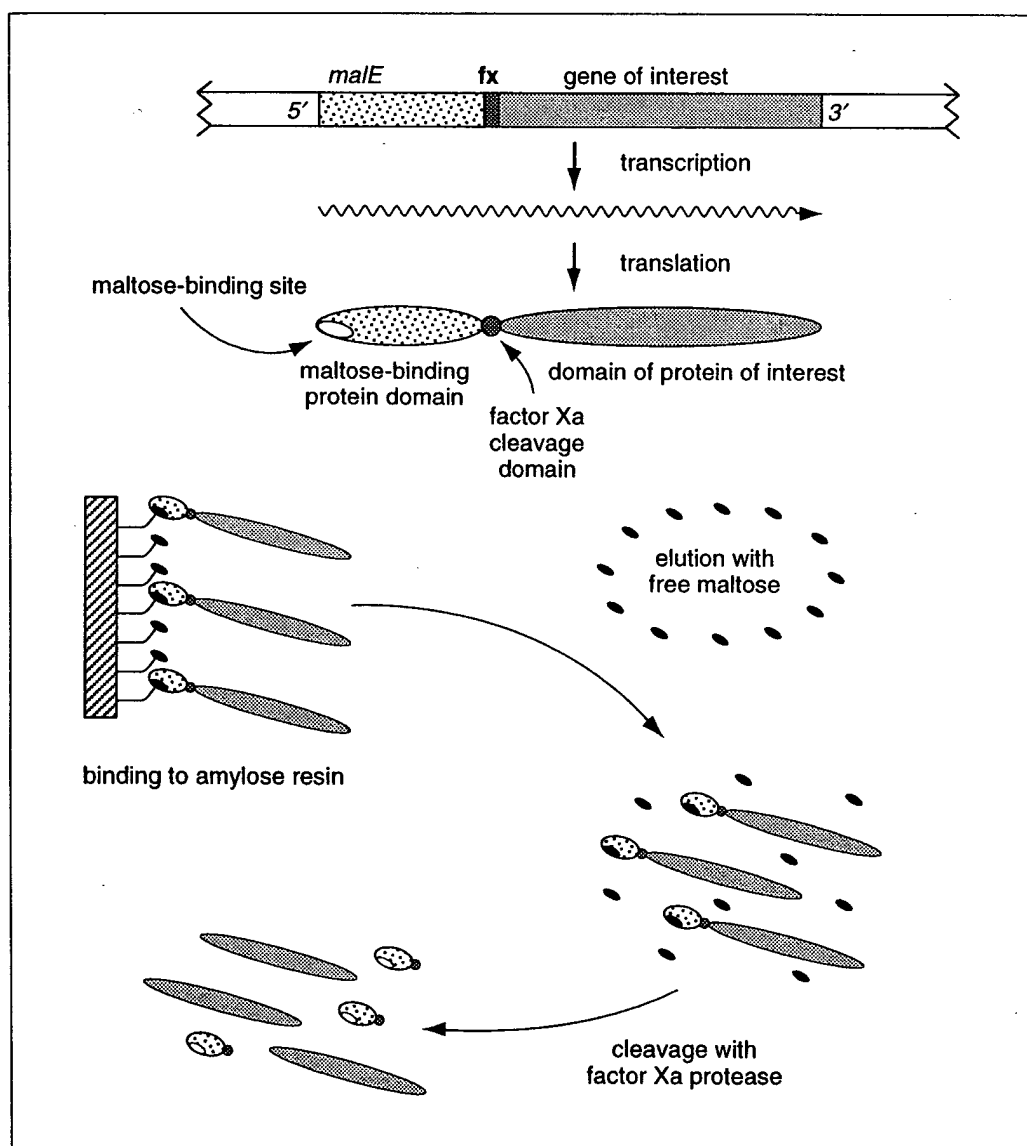 malE fx gene of interest
5' 3'
transcription
translation
maltose-binding site
maltose-binding
protein domain
domain of protein of interest
factor Xa
cleavage
domain
elution with
free maltose
binding to amylose resin
cleavage with
factor Xa protease